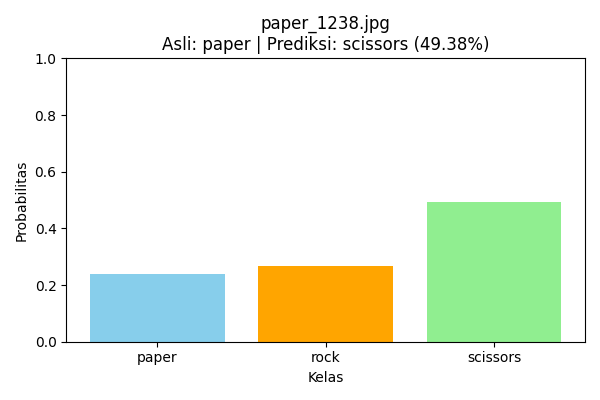 paper_1238.jpg
Asli: paper | Prediksi: scissors (49.38%)
1.0
0.8
0.6
0.4
0.2
0.0
Probabilitas
paper
rock
scissors
Kelas